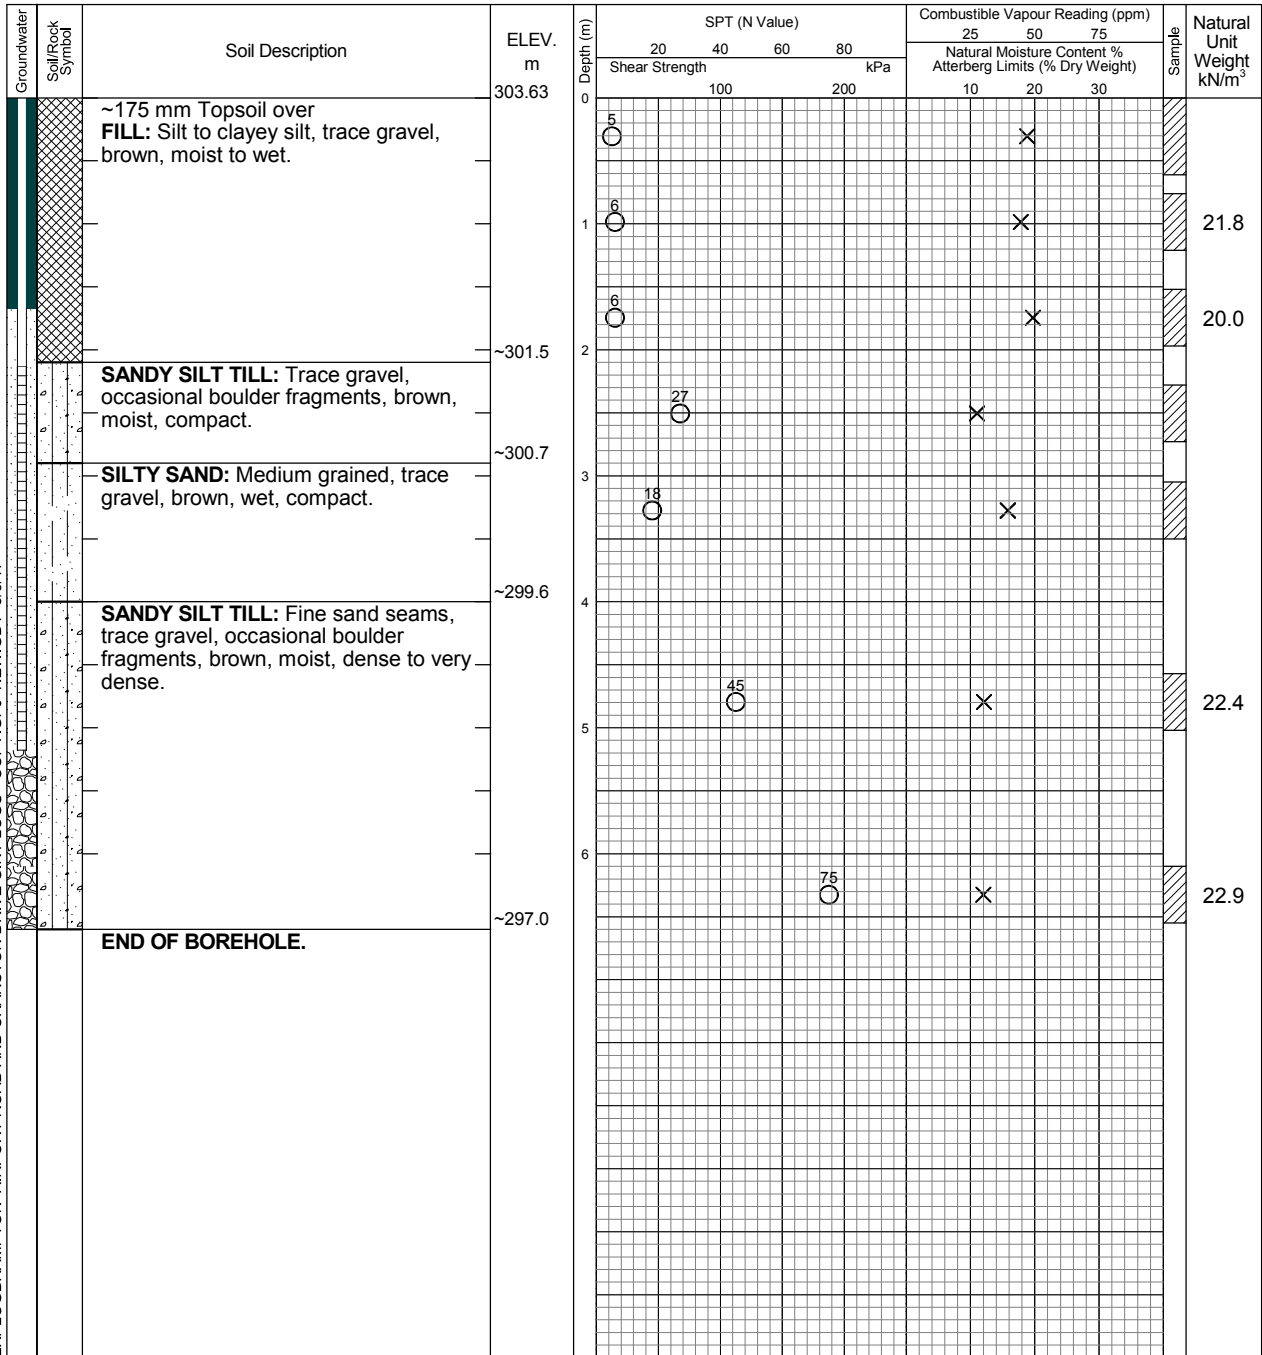 Groundwater
Soil/Rock
Symbol
Soil Description
ELEV.
m
303.63
Depth (m)
SPT (N Value)
20 40 60 80
Shear Strength kPa
100 200
Combustible Vapour Reading (ppm)
25 50 75
Natural Moisture Content %
Atterberg Limits (% Dry Weight)
10 20 30
Sample
Natural
Unit
Weight
kN/m³
0
~175 mm Topsoil over
FILL: Silt to clayey silt, trace gravel,
brown, moist to wet.
5
6
1
21.8
6
20.0
2
~301.5
SANDY SILT TILL: Trace gravel,
occasional boulder fragments, brown,
moist, compact.
27
~300.7
SILTY SAND: Medium grained, trace
gravel, brown, wet, compact.
3
18
~299.6
4
SANDY SILT TILL: Fine sand seams,
trace gravel, occasional boulder
fragments, brown, moist, dense to very
dense.
45
22.4
5
6
75
22.9
~297.0
END OF BOREHOLE.